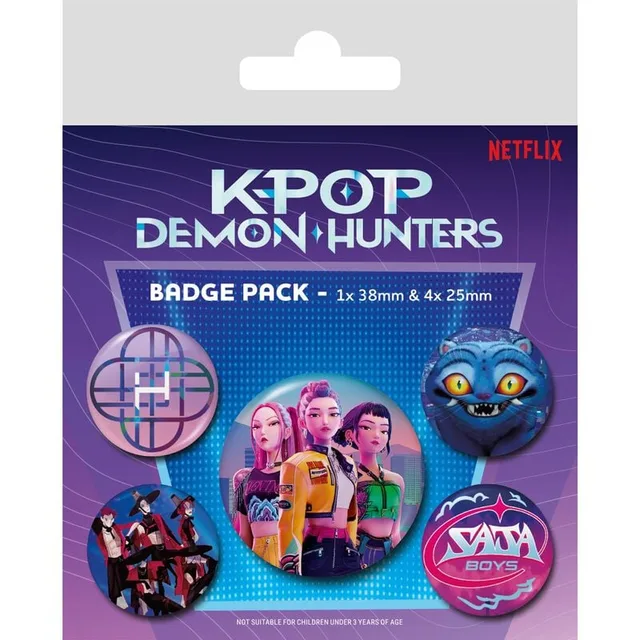 NETFLIX
K-POP
DEMON HUNTERS
BADGE PACK - 1x 38mm & 4x 25mm
H
SAJA
BOYS
NOT SUITABLE FOR CHILDREN UNDER 3 YEARS OF AGE